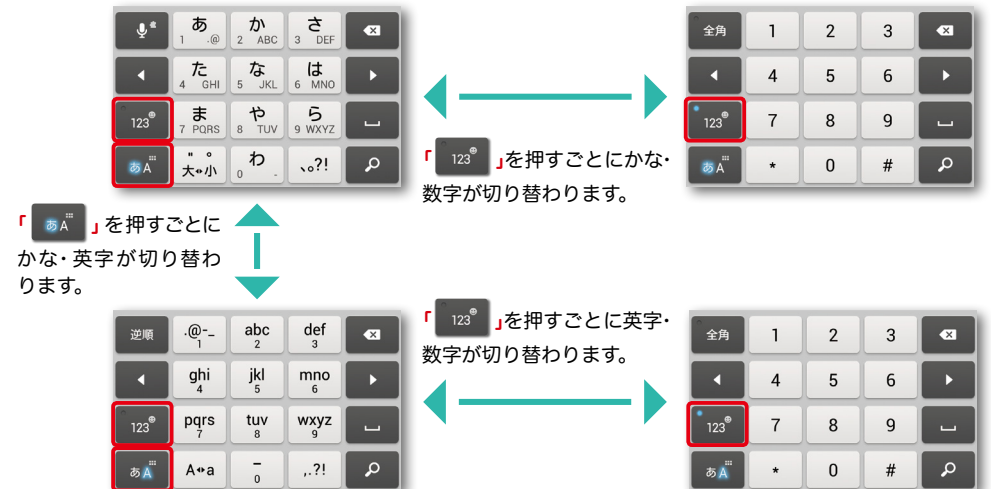 あ か さ
1 .@ 2 ABC 3 DEF
た な は
4 GHI 5 JKL 6 MNO
123 ま や ら
7 PQRS 8 TUV 9 WXYZ
あA 大⇔小 わ 、。?!
0 -
全角 1 2 3
4 5 6
123 7 8 9
あA * 0 #
「 123 」を押すごとにかな・
数字が切り替わります。
「 あA 」を押すごとに
かな・英字が切り替わ
ります。
逆順 .@-_ abc def
1 2 3
ghi jkl mno
4 5 6
123 pqrs tuv wxyz
7 8 9
あA A⇔a – ,.?!
0
「 123 」を押すごとに英字・
数字が切り替わります。
全角 1 2 3
4 5 6
123 7 8 9
あA * 0 #